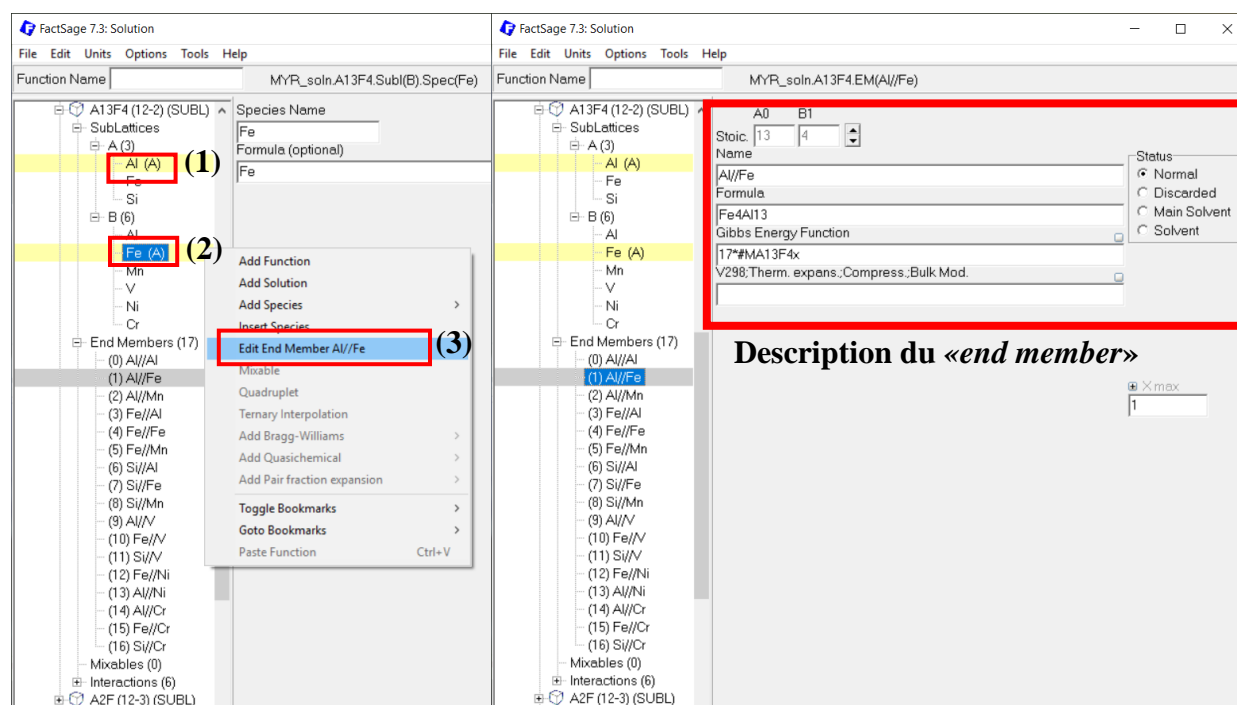 FactSage 7.3: Solution
File Edit Units Options Tools Help
Function Name MYR_soln.A13F4.Subl(B).Spec(Fe)
A13F4 (12-2) (SUBL)
SubLattices
A (3)
Al (A)
(1)
Fe
Si
B (6)
Al
Fe (A)
(2)
Mn
V
Ni
Cr
End Members (17)
(0) Al//Al
(1) Al//Fe
(2) Al//Mn
(3) Fe//Al
(4) Fe//Fe
(5) Fe//Mn
(6) Si//Al
(7) Si//Fe
(8) Si//Mn
(9) Al//V
(10) Fe//V
(11) Si//V
(12) Fe//Ni
(13) Al//Ni
(14) Al//Cr
(15) Fe//Cr
(16) Si//Cr
Mixables (0)
Interactions (6)
A2F (12-3) (SUBL)
Species Name
Fe
Formula (optional)
Fe
Add Function
Add Solution
Add Species
Insert Species
Edit End Member Al//Fe
(3)
Mixable
Quadruplet
Ternary Interpolation
Add Bragg-Williams
Add Quasichemical
Add Pair fraction expansion
Toggle Bookmarks
Goto Bookmarks
Paste Function Ctrl+V
FactSage 7.3: Solution
File Edit Units Options Tools Help
Function Name MYR_soln.A13F4.EM(Al//Fe)
A13F4 (12-2) (SUBL)
SubLattices
A (3)
Al (A)
Fe
Si
B (6)
Al
Fe (A)
Mn
V
Ni
Cr
End Members (17)
(0) Al//Al
(1) Al//Fe
(2) Al//Mn
(3) Fe//Al
(4) Fe//Fe
(5) Fe//Mn
(6) Si//Al
(7) Si//Fe
(8) Si//Mn
(9) Al//V
(10) Fe//V
(11) Si//V
(12) Fe//Ni
(13) Al//Ni
(14) Al//Cr
(15) Fe//Cr
(16) Si//Cr
Mixables (0)
Interactions (6)
A2F (12-3) (SUBL)
A0 B1
Stoic. 13 4
Name
Al//Fe
Formula
Fe4Al13
Gibbs Energy Function
17*#MA13F4x
V298;Therm. expans.;Compress.;Bulk Mod.
Status
Normal
Discarded
Main Solvent
Solvent
Description du «end member»
Xmax
1